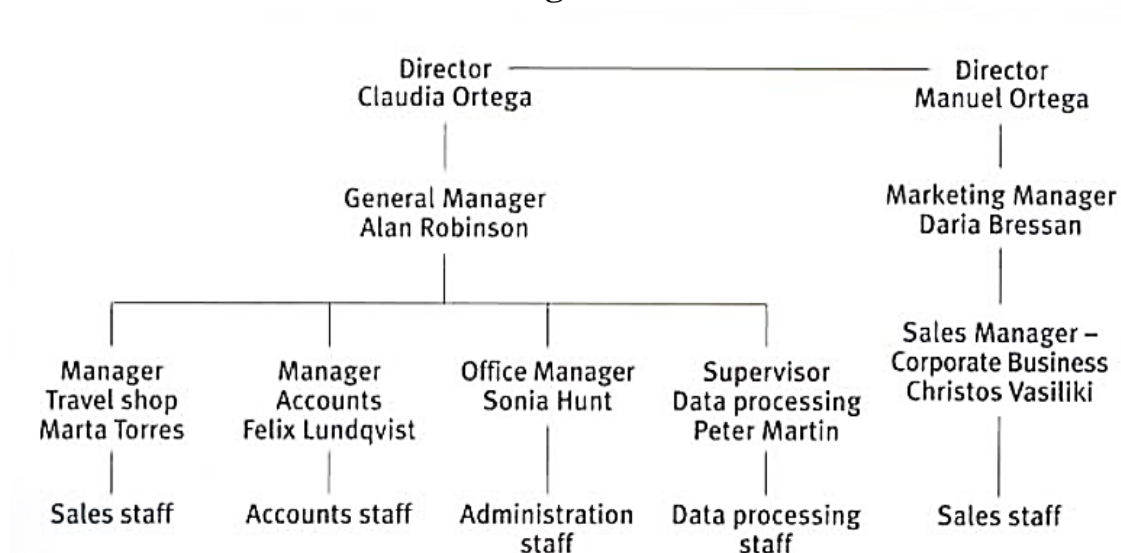 Director
Claudia Ortega
Director
Manuel Ortega
General Manager
Alan Robinson
Marketing Manager
Daria Bressan
Manager
Travel shop
Marta Torres
Manager
Accounts
Felix Lundqvist
Office Manager
Sonia Hunt
Supervisor
Data processing
Peter Martin
Sales Manager –
Corporate Business
Christos Vasiliki
Sales staff
Accounts staff
Administration
staff
Data processing
staff
Sales staff